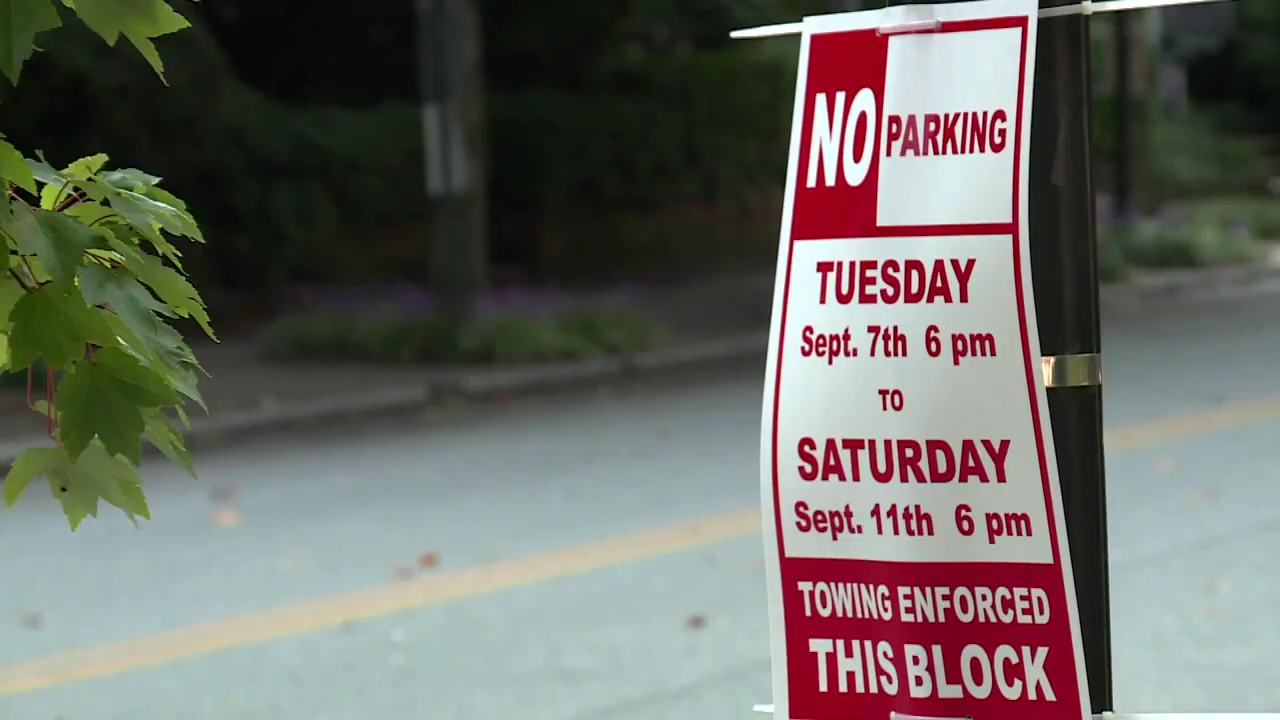 NO PARKING
TUESDAY
Sept. 7th 6 pm
TO
SATURDAY
Sept. 11th 6 pm
TOWING ENFORCED
THIS BLOCK